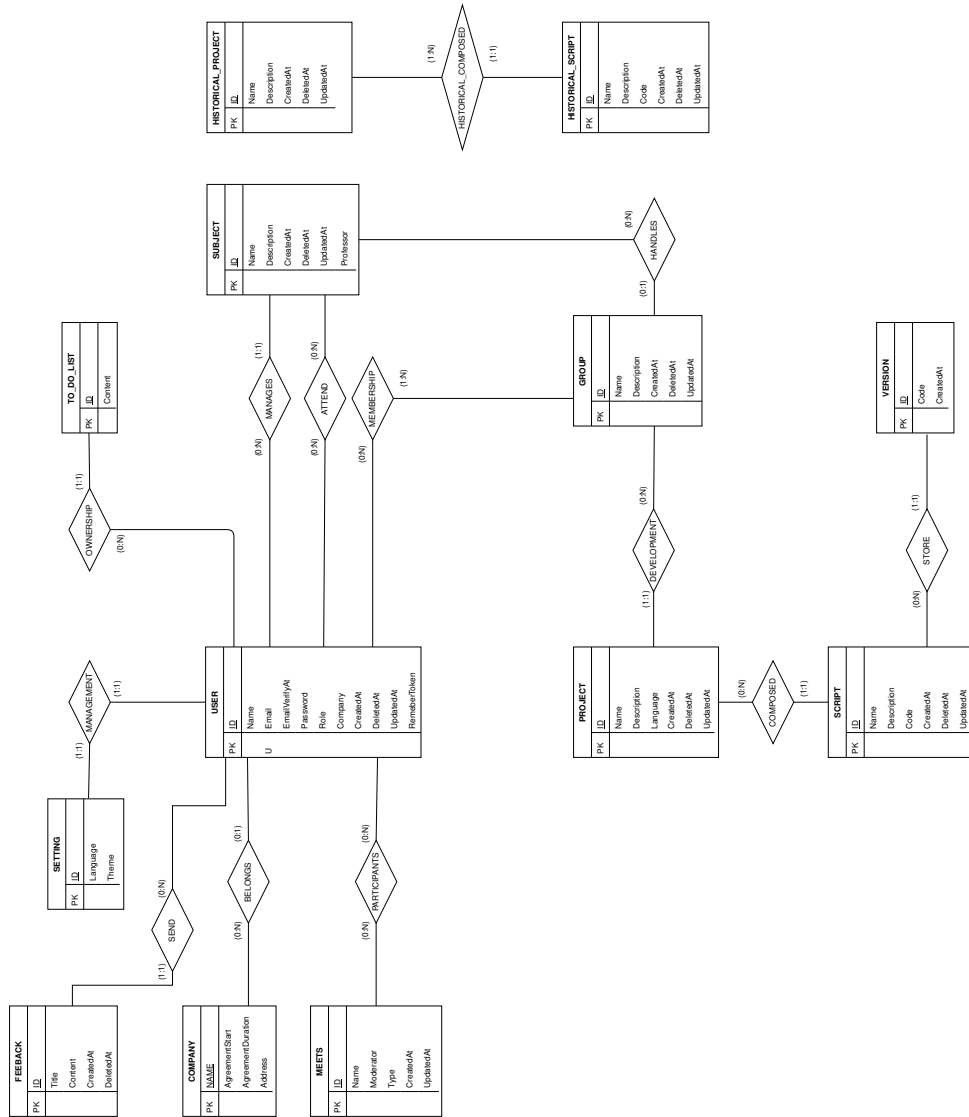 FEEBACK
PK ID
Title
Content
CreatedAt
DeletedAt
(1:1)
SEND
(0:N)
SETTING
PK ID
Language
Theme
(1:1)
MANAGEMENT
(1:1)
OWNERSHIP
(0:N)
(1:1)
TO_DO_LIST
PK ID
Content
COMPANY
PK NAME
AgreementStart
AgreementDuration
Address
(0:N)
BELONGS
(0:1)
MEETS
PK ID
Name
Moderator
Type
CreatedAt
UpdatedAt
(0:N)
PARTICIPANTS
(0:N)
USER
PK ID
Name
U Email
EmailVerifyAt
Password
Role
Company
CreatedAt
DeletedAt
UpdatedAt
RemeberToken
(0:N)
MANAGES
(1:1)
(0:N)
ATTEND
(0:N)
(0:N)
MEMBERSHIP
(1:N)
SUBJECT
PK ID
Name
Description
CreatedAt
DeletedAt
UpdatedAt
Professor
(0:N)
HANDLES
(0:1)
HISTORICAL_PROJECT
PK ID
Name
Description
CreatedAt
DeletedAt
UpdatedAt
(1:N)
HISTORICAL_COMPOSED
(1:1)
HISTORICAL_SCRIPT
PK ID
Name
Description
Code
CreatedAt
DeletedAt
UpdatedAt
GROUP
PK ID
Name
Description
CreatedAt
DeletedAt
UpdatedAt
(0:N)
DEVELOPMENT
(1:1)
PROJECT
PK ID
Name
Description
Language
CreatedAt
DeletedAt
UpdatedAt
(0:N)
COMPOSED
(1:1)
SCRIPT
PK ID
Name
Description
Code
CreatedAt
DeletedAt
UpdatedAt
(0:N)
STORE
(1:1)
VERSION
PK ID
Code
CreatedAt